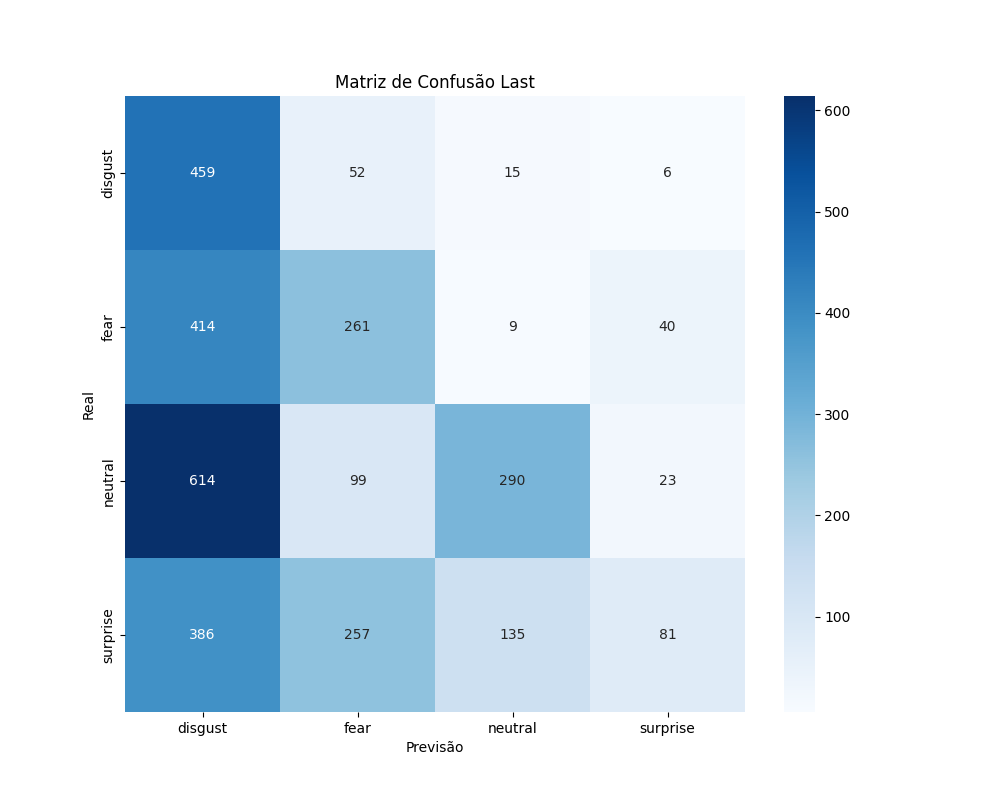 Matriz de Confusão Last
Real
disgust 459 52 15 6
fear 414 261 9 40
neutral 614 99 290 23
surprise 386 257 135 81
disgust fear neutral surprise
Previsão
600
500
400
300
200
100